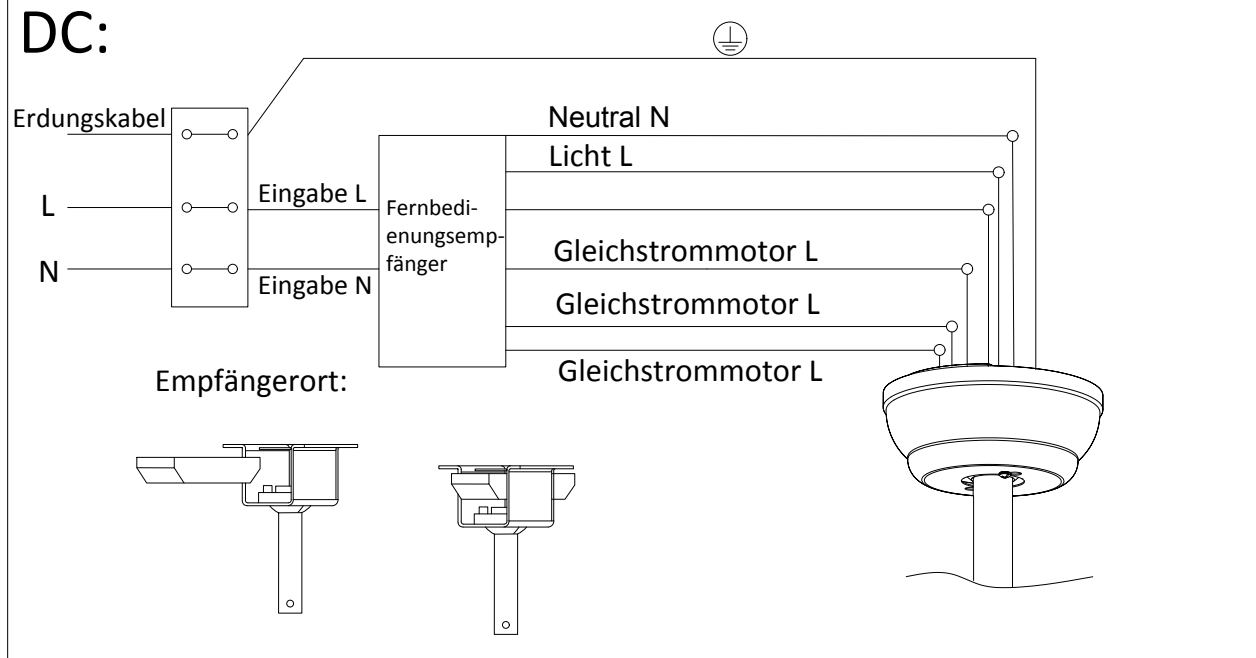 DC:
Erdungskabel
Neutral N
Licht L
Eingabe L
L
Fernbedi-
enungsemp-
fänger
Gleichstrommotor L
N
Eingabe N
Gleichstrommotor L
Gleichstrommotor L
Empfängerort: